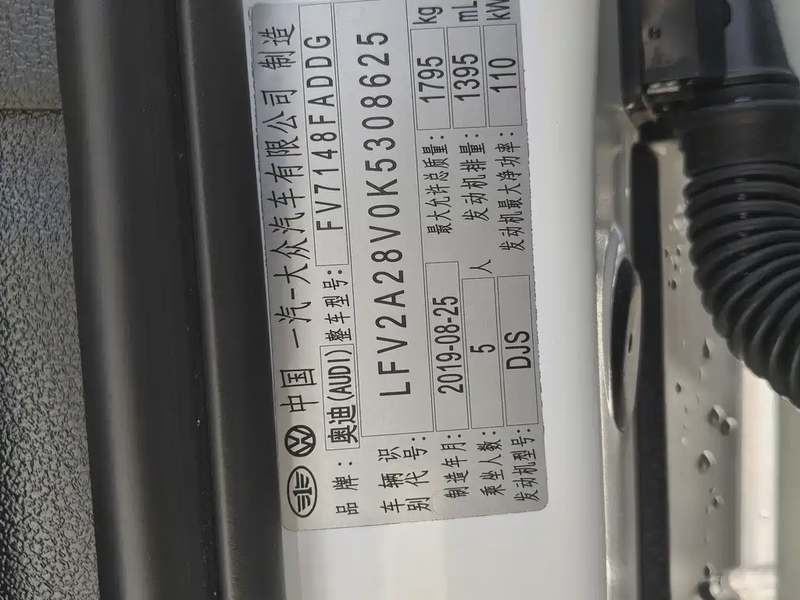 中国 一汽-大众汽车有限公司 制造
品牌: 奥迪(AUDI) 整车型号: FV7148FADDG
车辆识别代号: LFV2A28V0K5308625
制造年月: 2019-08-25 最大允许总质量: 1795 kg
乘坐人数: 5 人 发动机排量: 1395 mL
发动机型号: DJS 发动机最大净功率: 110 kW